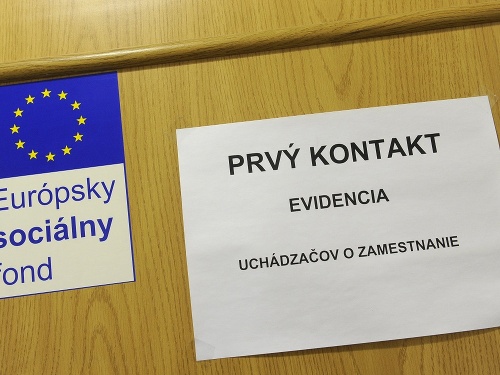 Európsky
sociálny
fond
PRVÝ KONTAKT
EVIDENCIA
UCHÁDZAČOV O ZAMESTNANIE